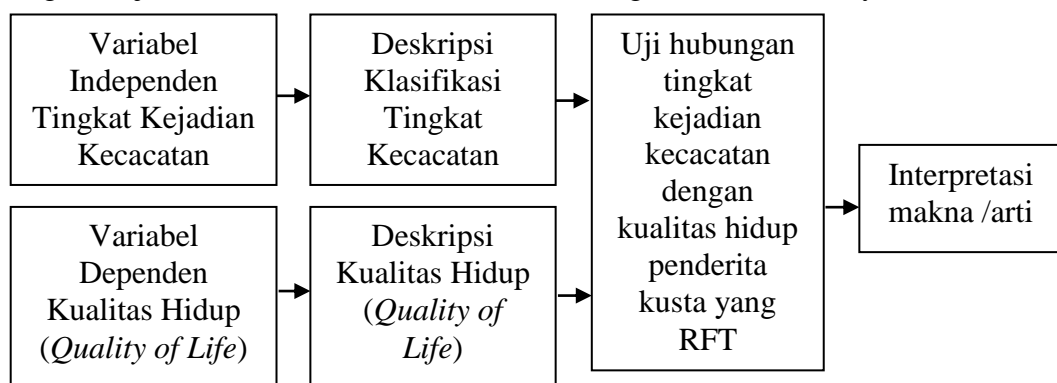 Variabel
Independen
Tingkat Kejadian
Kecacatan
Deskripsi
Klasifikasi
Tingkat
Kecacatan
Uji hubungan
tingkat
kejadian
kecacatan
dengan
kualitas hidup
penderita
kusta yang
RFT
Interpretasi
makna /arti
Variabel
Dependen
Kualitas Hidup
(Quality of Life)
Deskripsi
Kualitas Hidup
(Quality of
Life)